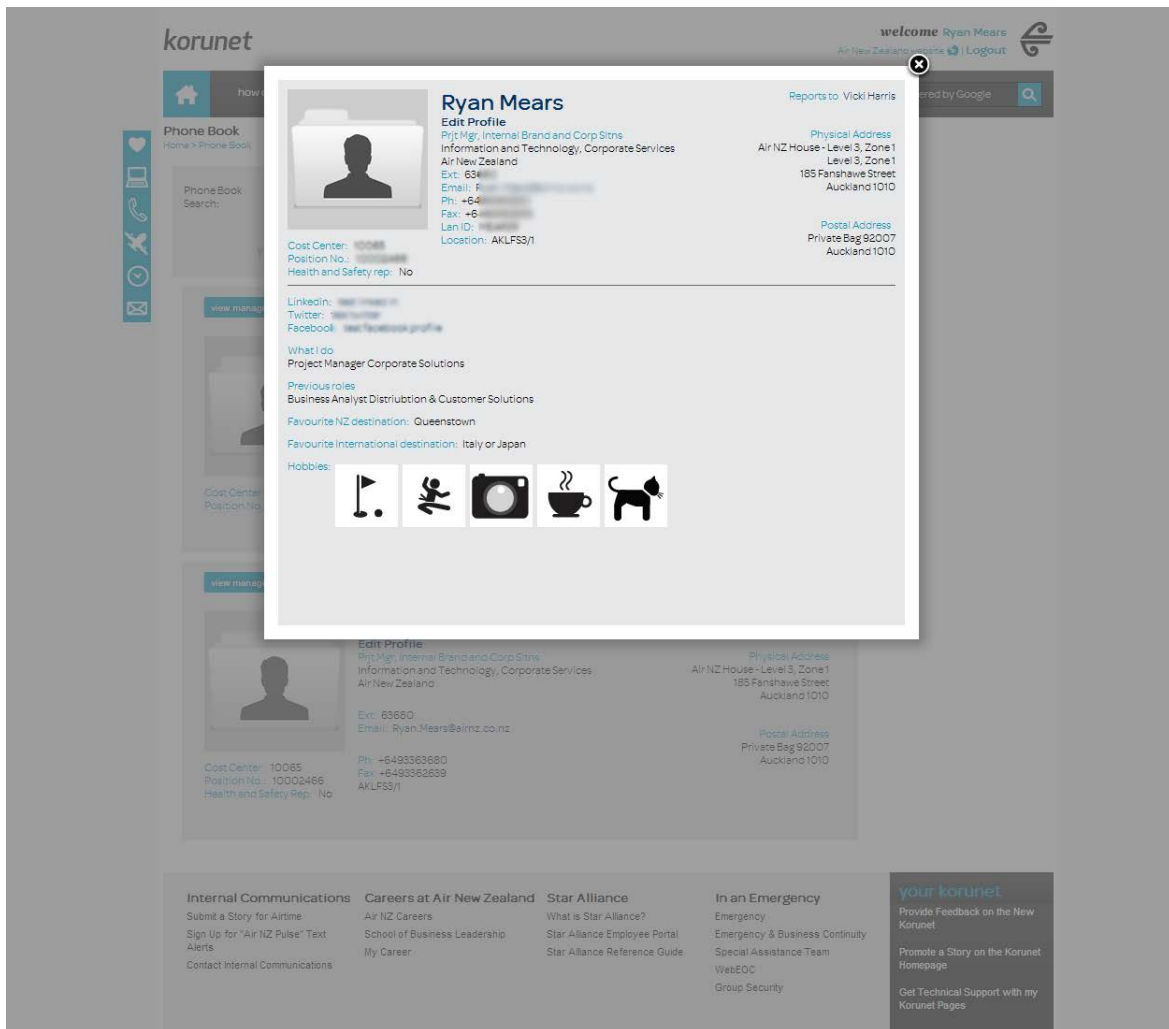 korunet
welcome Ryan Mears
Air New Zealand website | Logout
how
ered by Google
Phone Book
Home > Phone Book
Phone Book
Search:
view manag
Cost Center
Position No.
Ryan Mears
Edit Profile
Prjt Mgr, Internal Brand and Corp Sltns
Information and Technology, Corporate Services
Air New Zealand
Ext:
Email:
Ph:
Fax:
Lan ID:
Location: AKLFS3/1
Reports to Vicki Harris
Physical Address
Air NZ House - Level 3, Zone 1
Level 3, Zone 1
185 Fanshawe Street
Auckland 1010
Postal Address
Private Bag 92007
Auckland 1010
Cost Center:
Position No.:
Health and Safety rep: No
Linkedin:
Twitter:
Facebook:
What I do
Project Manager Corporate Solutions
Previous roles
Business Analyst Distriubtion & Customer Solutions
Favourite NZ destination: Queenstown
Favourite International destination: Italy or Japan
Hobbies:
view manag
Edit Profile
Prjt Mgr, Internal Brand and Corp Sltns
Information and Technology, Corporate Services
Air New Zealand
Ext: 63680
Email: Ryan.Mears@airnz.co.nz
Ph: +6493363680
Fax: +6493362639
AKLFS3/1
Physical Address
Air NZ House - Level 3, Zone 1
185 Fanshawe Street
Auckland 1010
Postal Address
Private Bag 92007
Auckland 1010
Cost Center: 10065
Position No.: 10002466
Health and Safety Rep: No
Internal Communications
Submit a Story for Airtime
Sign Up for "Air NZ Pulse" Text
Alerts
Contact Internal Communications
Careers at Air New Zealand
Air NZ Careers
School of Business Leadership
My Career
Star Alliance
What is Star Alliance?
Star Alliance Employee Portal
Star Alliance Reference Guide
In an Emergency
Emergency
Emergency & Business Continuity
Special Assistance Team
WebEOC
Group Security
your korunet
Provide Feedback on the New
Korunet
Promote a Story on the Korunet
Homepage
Get Technical Support with my
Korunet Pages